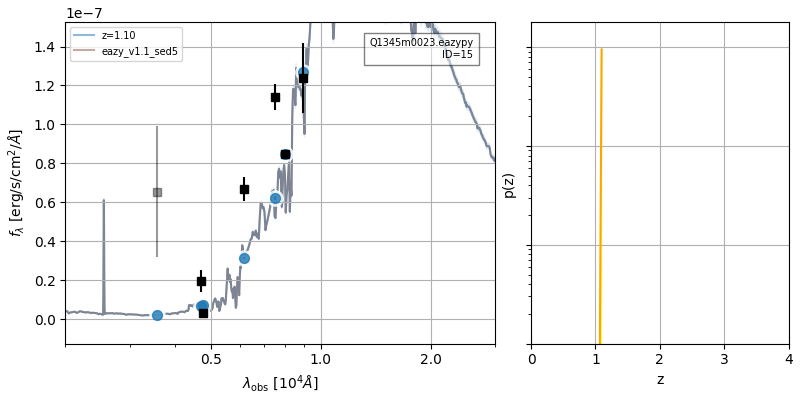 1e−7
z=1.10
eazy_v1.1_sed5
Q1345m0023.eazypy
ID=15
1.4
1.2
1.0
0.8
0.6
0.4
0.2
0.0
f_λ [erg/s/cm²/Å]
0.5 1.0 2.0
λ_obs [10⁴Å]
p(z)
0 1 2 3 4
z